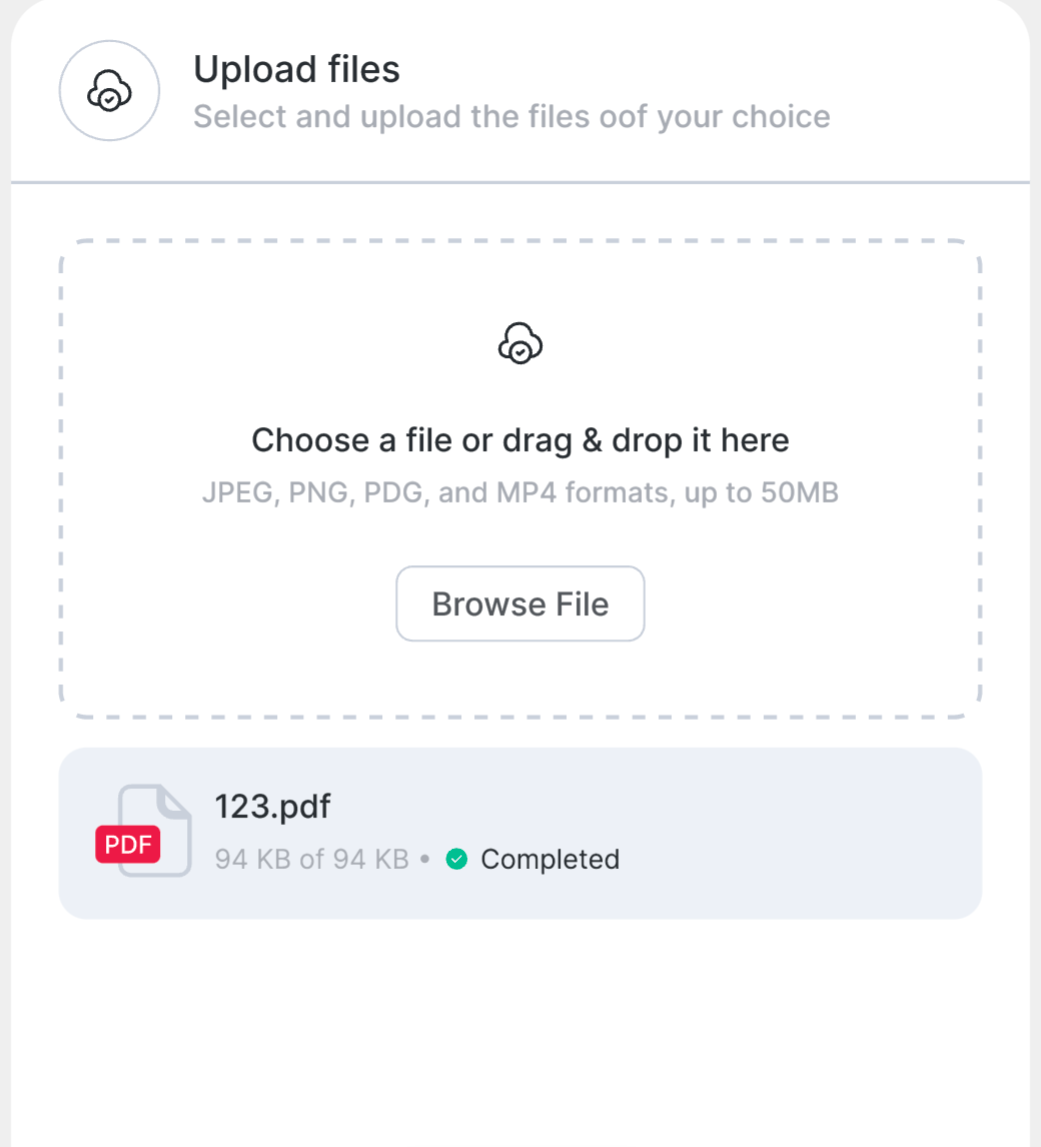 Upload files
Select and upload the files oof your choice
Choose a file or drag & drop it here
JPEG, PNG, PDG, and MP4 formats, up to 50MB
Browse File
123.pdf
PDF
94 KB of 94 KB • Completed